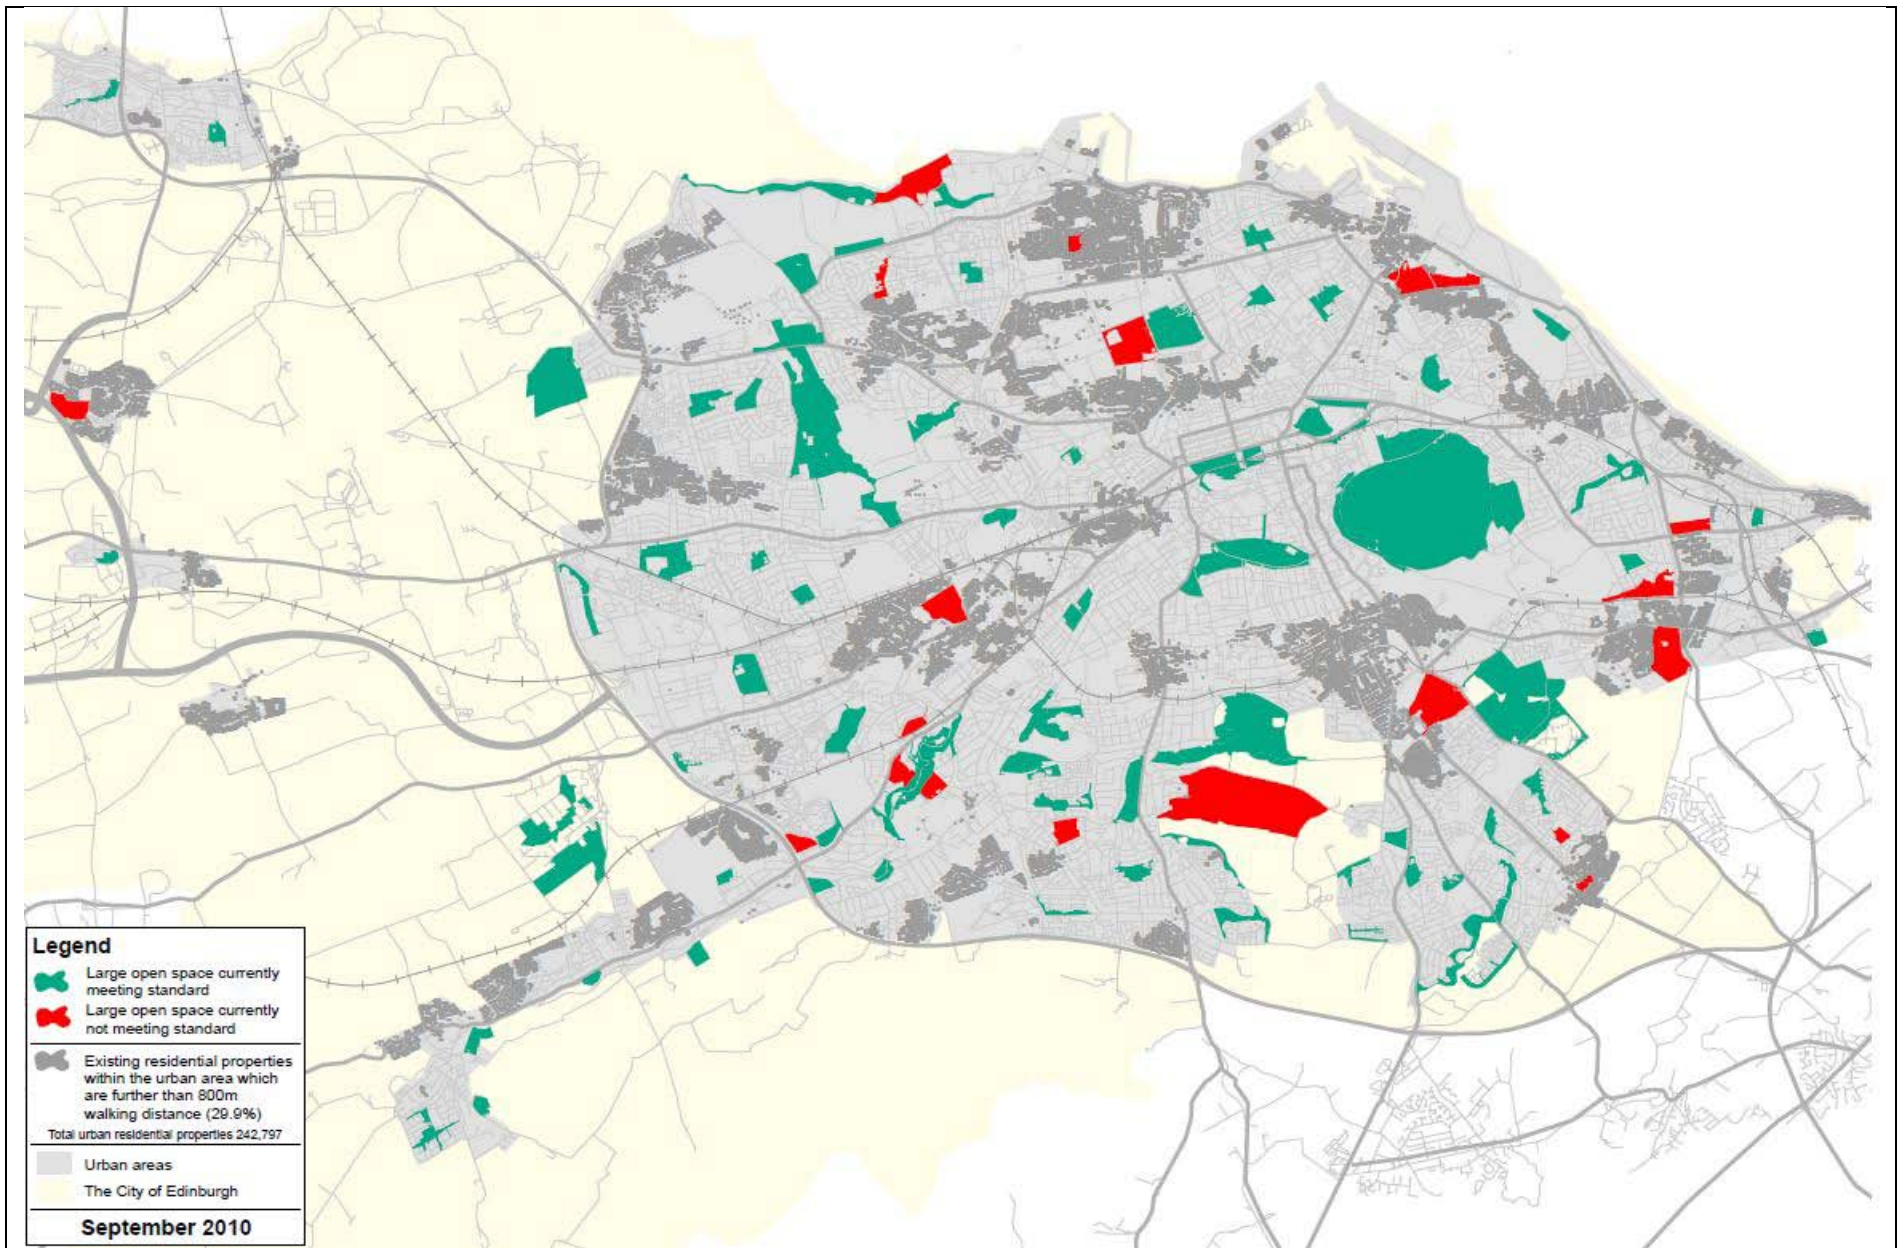 Legend
Large open space currently
meeting standard
Large open space currently
not meeting standard
Existing residential properties
within the urban area which
are further than 800m
walking distance (29.9%)
Total urban residential properties 242,797
Urban areas
The City of Edinburgh
September 2010